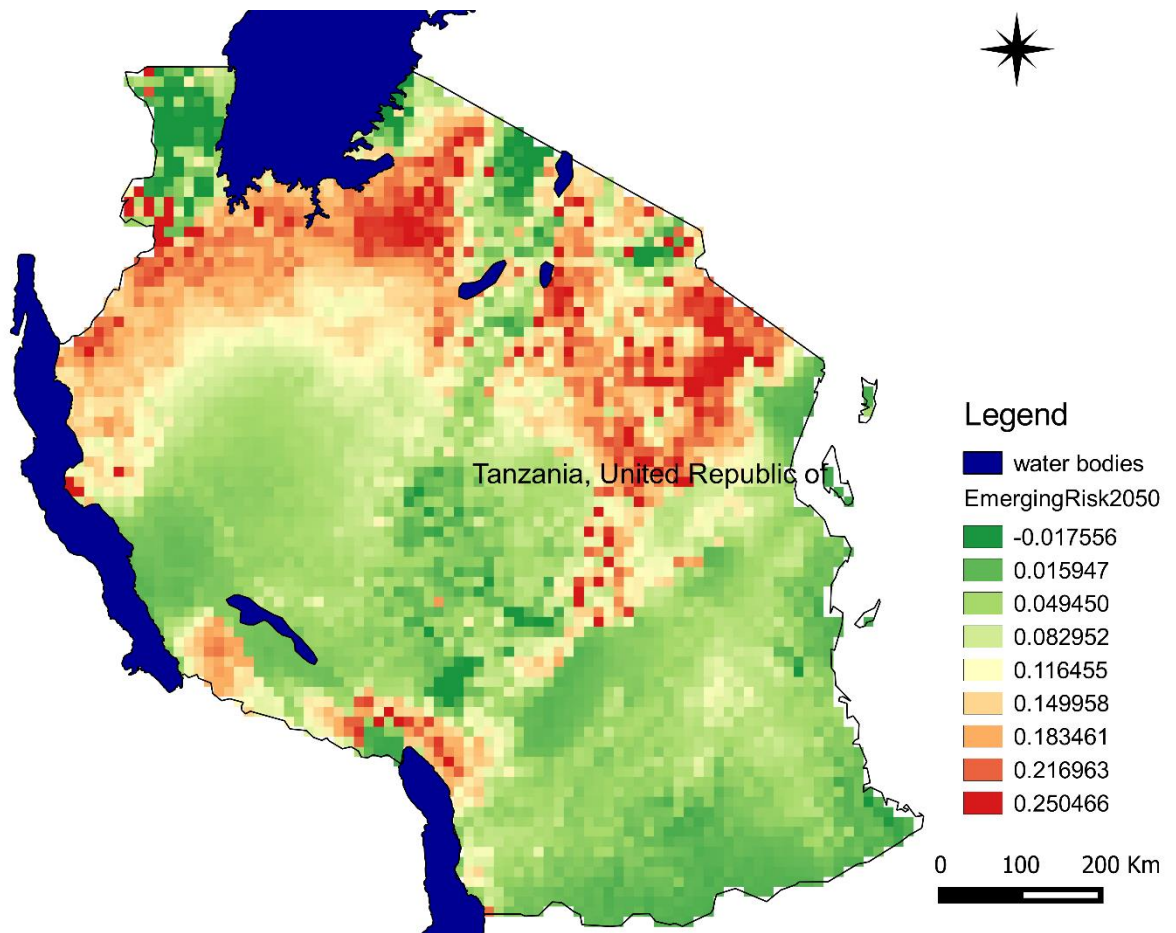 Tanzania, United Republic of
Legend
water bodies
EmergingRisk2050
-0.017556
0.015947
0.049450
0.082952
0.116455
0.149958
0.183461
0.216963
0.250466
0 100 200 Km